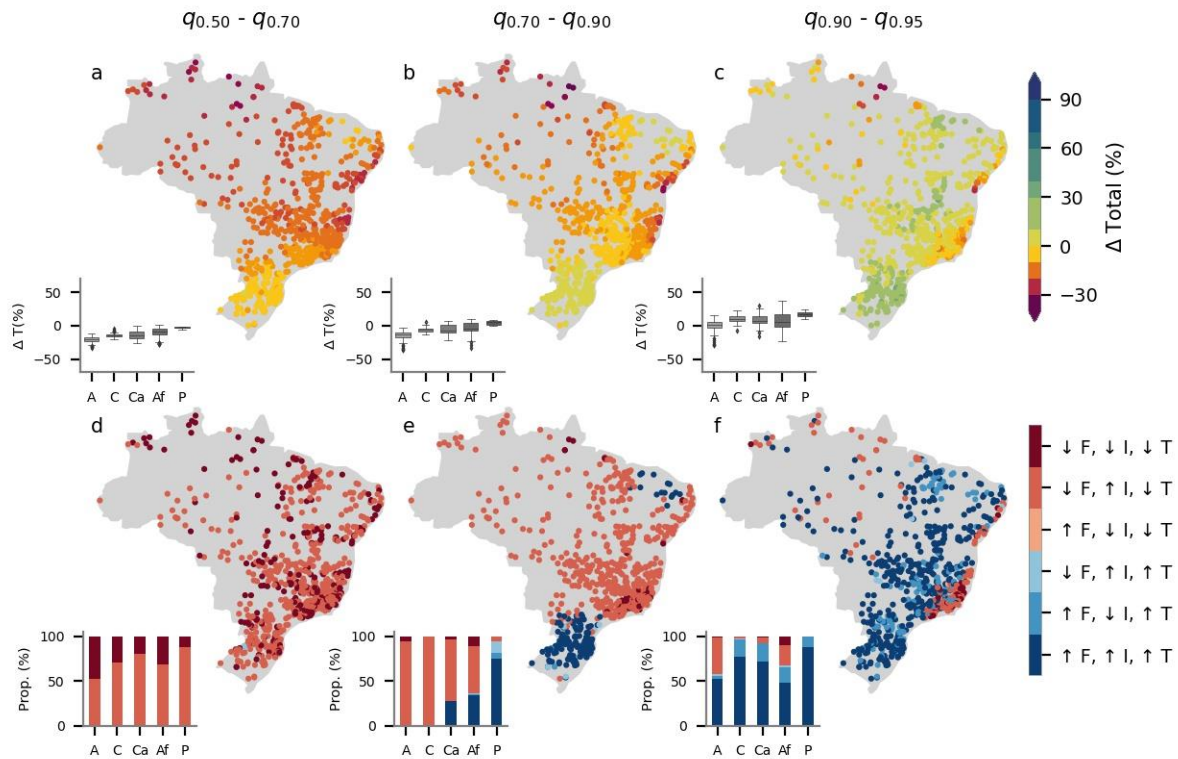 q0.50 - q0.70
q0.70 - q0.90
q0.90 - q0.95
a
b
c
90
60
30
0
−30
Δ Total (%)
50
0
−50
Δ T(%)
A C Ca Af P
50
0
−50
Δ T(%)
A C Ca Af P
50
0
−50
Δ T(%)
A C Ca Af P
d
e
f
↓ F, ↓ I, ↓ T
↓ F, ↑ I, ↓ T
↑ F, ↓ I, ↓ T
↓ F, ↑ I, ↑ T
↑ F, ↓ I, ↑ T
↑ F, ↑ I, ↑ T
100
50
0
Prop. (%)
A C Ca Af P
100
50
0
Prop. (%)
A C Ca Af P
100
50
0
Prop. (%)
A C Ca Af P